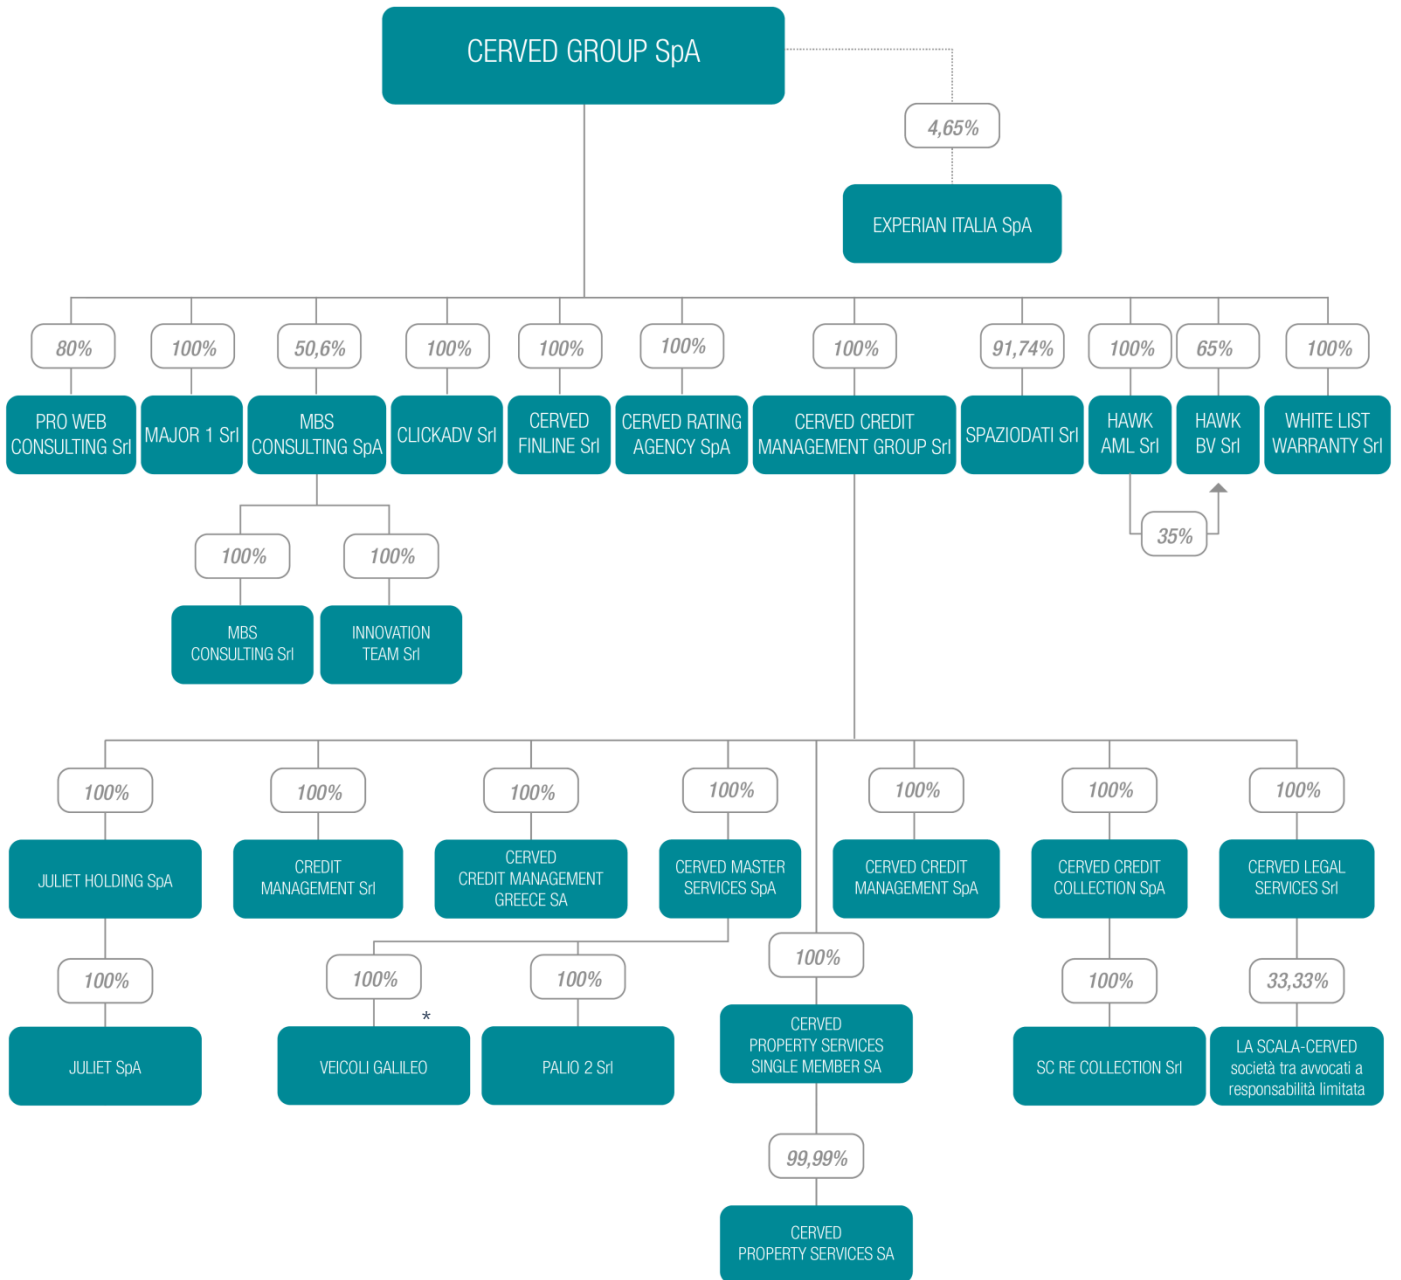 CERVED GROUP SpA
4,65%
EXPERIAN ITALIA SpA
80%
100%
50,6%
100%
100%
100%
100%
91,74%
100%
65%
100%
PRO WEB
CONSULTING Srl
MAJOR 1 Srl
MBS
CONSULTING SpA
CLICKADV Srl
CERVED
FINLINE Srl
CERVED RATING
AGENCY SpA
CERVED CREDIT
MANAGEMENT GROUP Srl
SPAZIODATI Srl
HAWK
AML Srl
HAWK
BV Srl
WHITE LIST
WARRANTY Srl
35%
100%
100%
MBS
CONSULTING Srl
INNOVATION
TEAM Srl
100%
100%
100%
100%
100%
100%
100%
JULIET HOLDING SpA
CREDIT
MANAGEMENT Srl
CERVED
CREDIT MANAGEMENT
GREECE SA
CERVED MASTER
SERVICES SpA
CERVED CREDIT
MANAGEMENT SpA
CERVED CREDIT
COLLECTION SpA
CERVED LEGAL
SERVICES Srl
100%
100%
100%
100%
100%
33,33%
JULIET SpA
*
VEICOLI GALILEO
PALIO 2 Srl
CERVED
PROPERTY SERVICES
SINGLE MEMBER SA
SC RE COLLECTION Srl
LA SCALA-CERVED
società tra avvocati a
responsabilità limitata
99,99%
CERVED
PROPERTY SERVICES SA